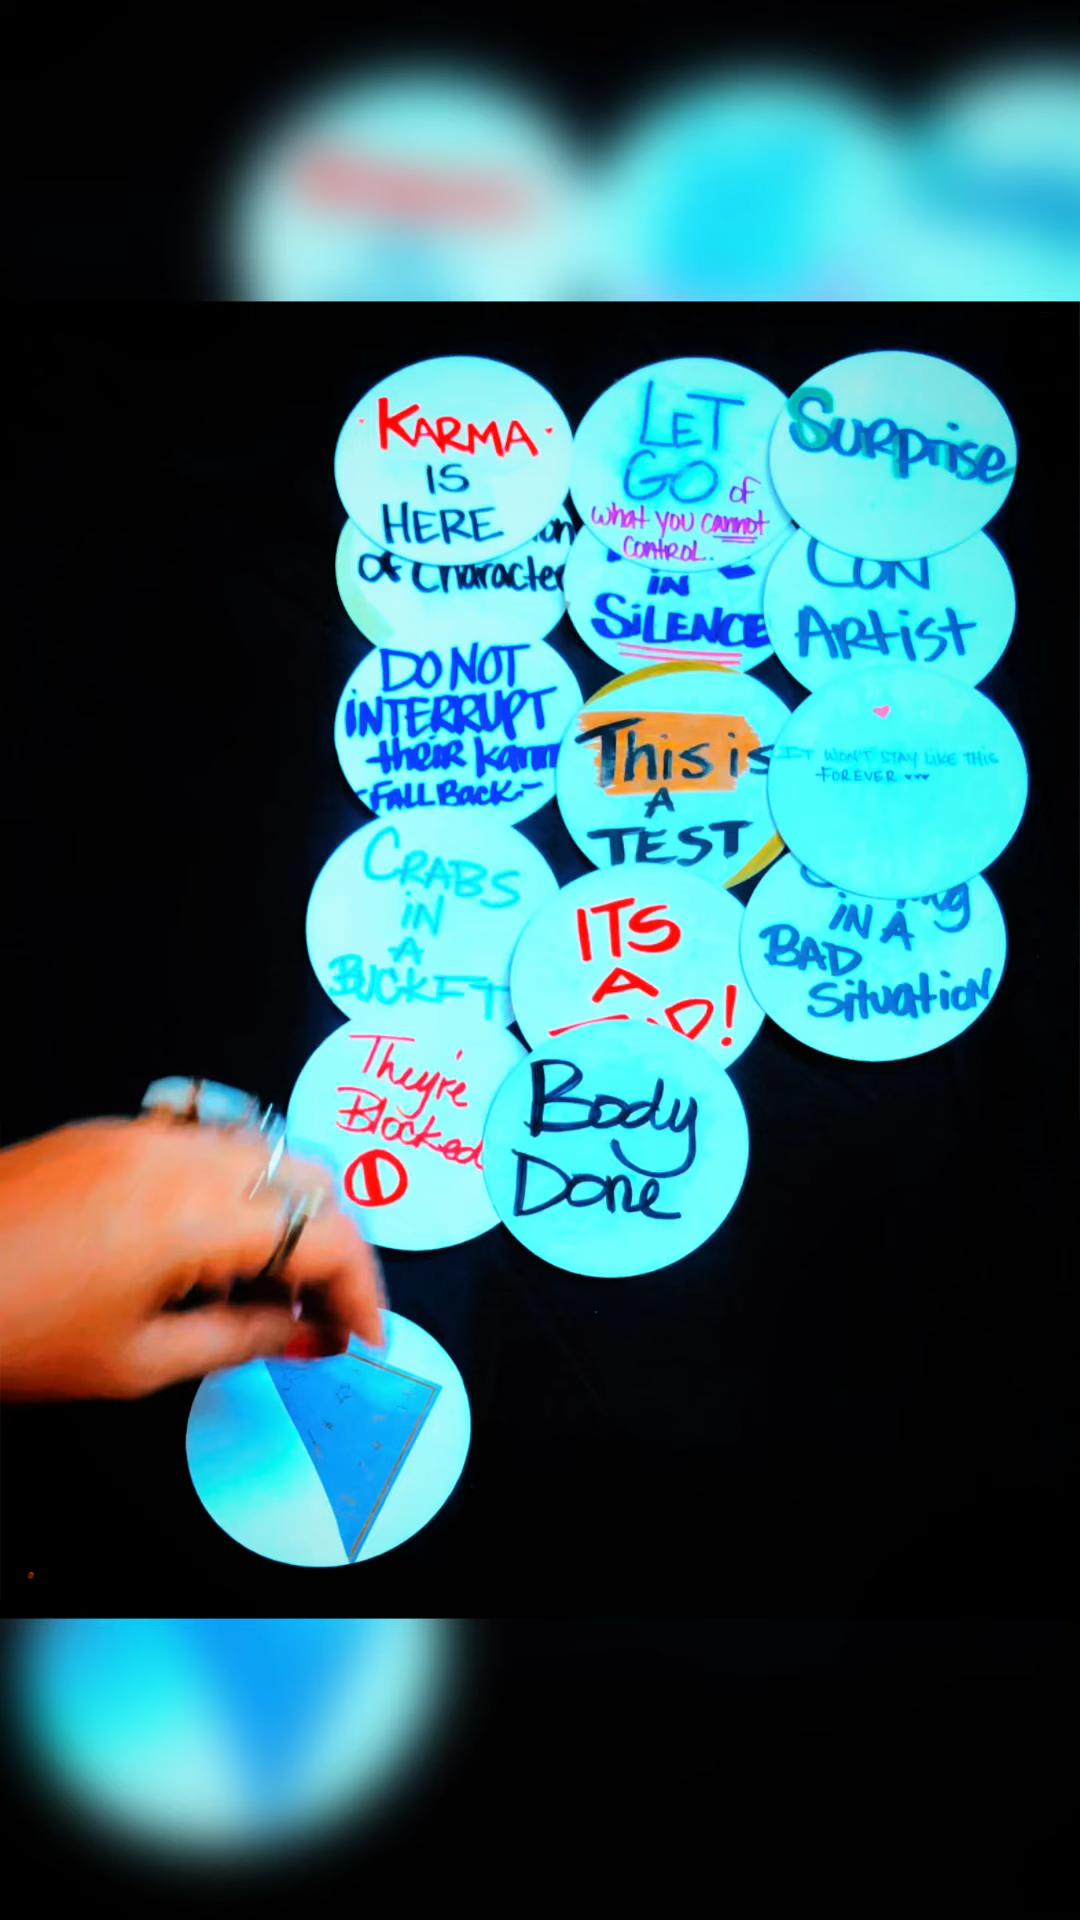 KARMA
IS
HERE
of Character
DO NOT
INTERRUPT
their
-FALL BACK-
CRABS
IN
A
BUCKET
They're
Blocked
LET
GO of
what you cannot
CONTROL.
IN
SILENCE
This is
A
TEST
ITS
A
Body
Done
Surprise
CON
Artist
IT WON'T STAY LIKE THIS
FOREVER
IN A
BAD
Situation